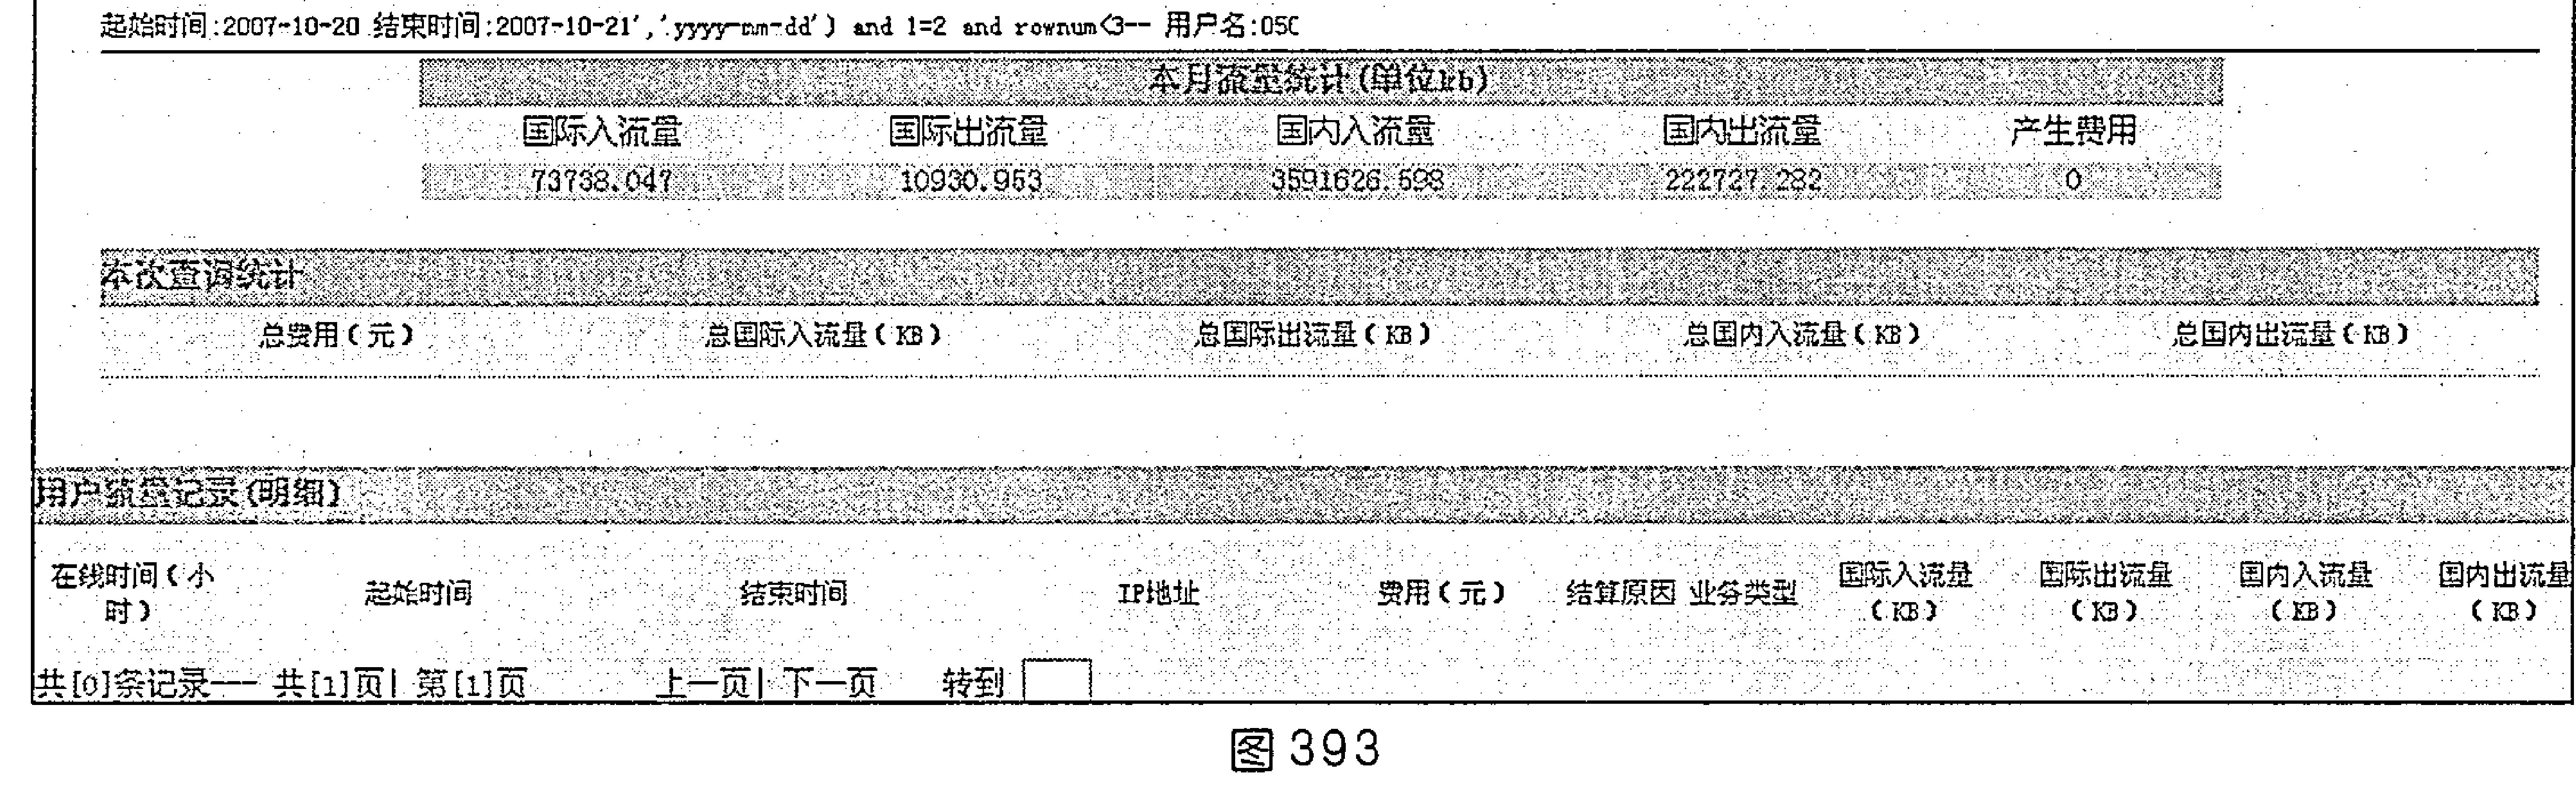 起始时间:2007-10-20 结束时间:2007-10-21','yyyy-mm-dd') and 1=2 and rownum<3-- 用户名:050
本月流量统计(单位kb)
国际入流量 国际出流量 国内入流量 国内出流量 产生费用
73738.047 10930.953 3591626.598 222727.282 0
本次查询统计
总费用(元) 总国际入流量(KB) 总国际出流量(KB) 总国内入流量(KB) 总国内出流量(KB)
用户流量记录(明细)
在线时间(小时) 起始时间 结束时间 IP地址 费用(元) 结算原因 业务类型 国际入流量(KB) 国际出流量(KB) 国内入流量(KB) 国内出流量(KB)
共[0]条记录--- 共[1]页| 第[1]页 上一页| 下一页 转到
图393